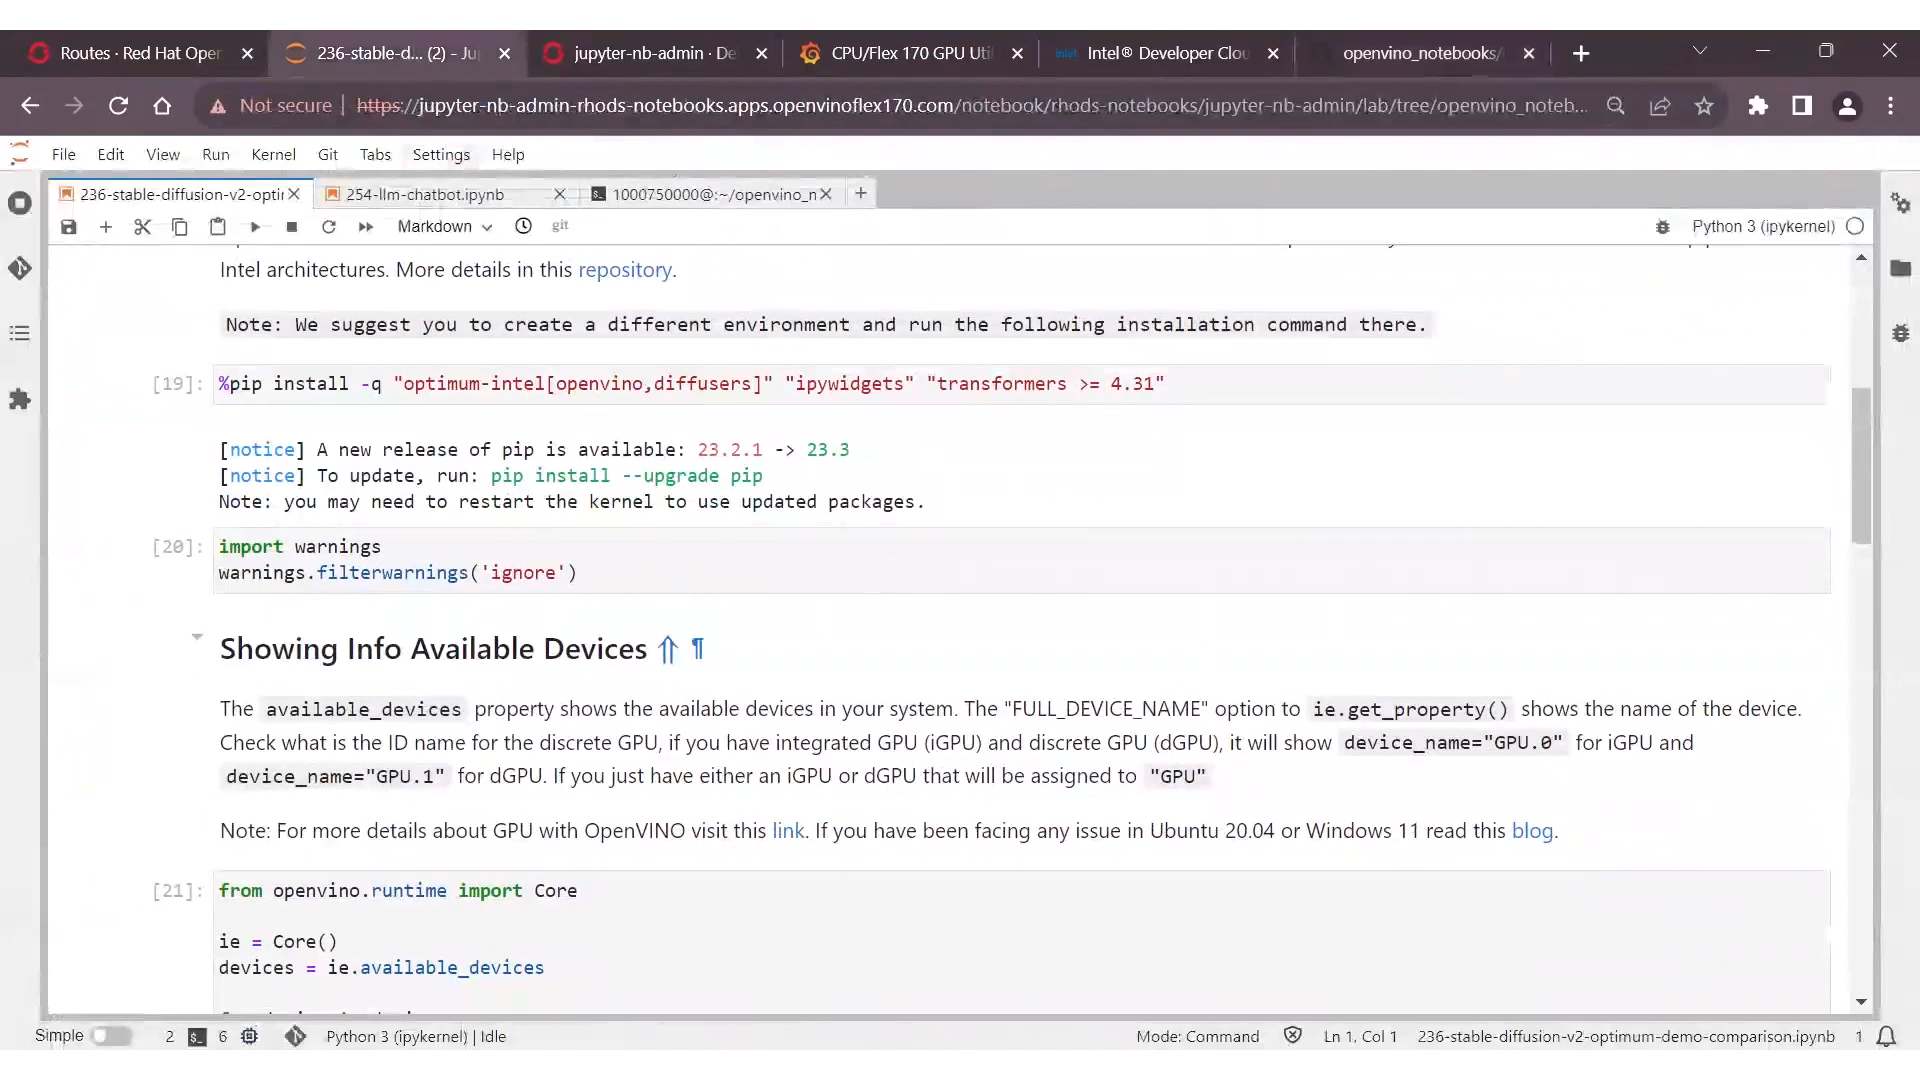 Routes · Red Hat Oper
236-stable-d... (2) - Ju
jupyter-nb-admin · De
CPU/Flex 170 GPU Uti
intel Intel® Developer Clou
openvino_notebooks/
Not secure | https://jupyter-nb-admin-rhods-notebooks.apps.openvinoflex170.com/notebook/rhods-notebooks/jupyter-nb-admin/lab/tree/openvino_noteb...
File Edit View Run Kernel Git Tabs Settings Help
236-stable-diffusion-v2-opti
254-llm-chatbot.ipynb
1000750000@:~/openvino_n
Markdown
git
Python 3 (ipykernel)
Intel architectures. More details in this repository.
Note: We suggest you to create a different environment and run the following installation command there.
[19]: %pip install -q "optimum-intel[openvino,diffusers]" "ipywidgets" "transformers >= 4.31"
[notice] A new release of pip is available: 23.2.1 -> 23.3
[notice] To update, run: pip install --upgrade pip
Note: you may need to restart the kernel to use updated packages.
[20]: import warnings
warnings.filterwarnings('ignore')
Showing Info Available Devices ⇑ ¶
The available_devices property shows the available devices in your system. The "FULL_DEVICE_NAME" option to ie.get_property() shows the name of the device.
Check what is the ID name for the discrete GPU, if you have integrated GPU (iGPU) and discrete GPU (dGPU), it will show device_name="GPU.0" for iGPU and
device_name="GPU.1" for dGPU. If you just have either an iGPU or dGPU that will be assigned to "GPU"
Note: For more details about GPU with OpenVINO visit this link. If you have been facing any issue in Ubuntu 20.04 or Windows 11 read this blog.
[21]: from openvino.runtime import Core
ie = Core()
devices = ie.available_devices
Simple 2 6 Python 3 (ipykernel) | Idle
Mode: Command Ln 1, Col 1 236-stable-diffusion-v2-optimum-demo-comparison.ipynb 1